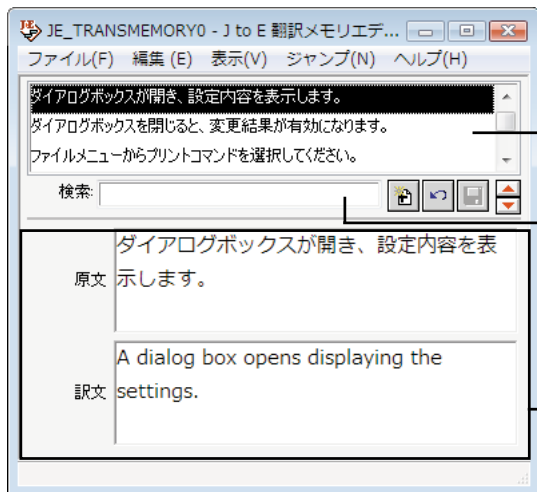 JE_TRANSMEMORY0 - J to E 翻訳メモリエデ...
ファイル(F) 編集(E) 表示(V) ジャンプ(N) ヘルプ(H)
ダイアログボックスが開き、設定内容を表示します。
ダイアログボックスを閉じると、変更結果が有効になります。
ファイルメニューからプリントコマンドを選択してください。
検索:
原文
ダイアログボックスが開き、設定内容を表
示します。
訳文
A dialog box opens displaying the
settings.